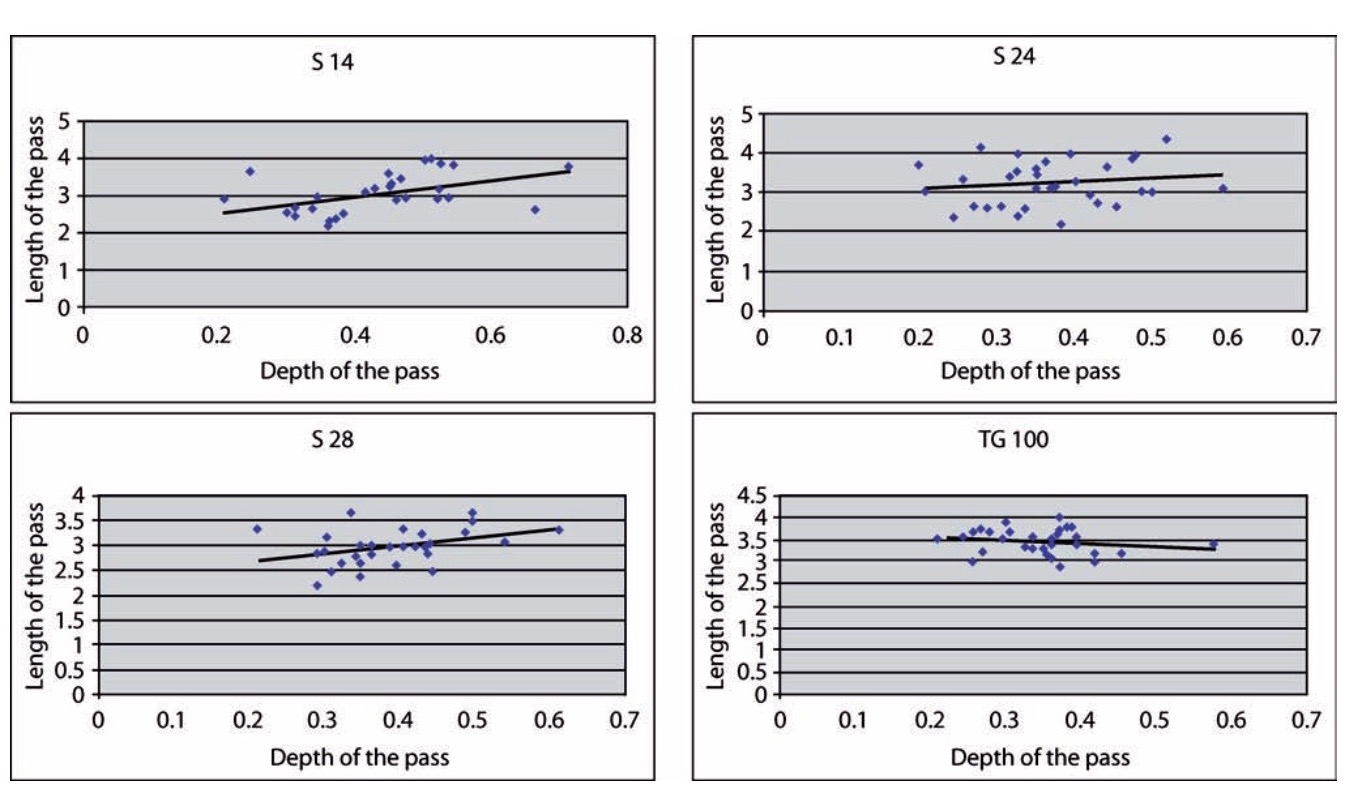 S 14
Length of the pass
5
4
3
2
1
0
0 0.2 0.4 0.6 0.8
Depth of the pass
S 24
Length of the pass
5
4
3
2
1
0
0 0.1 0.2 0.3 0.4 0.5 0.6 0.7
Depth of the pass
S 28
Length of the pass
4
3.5
3
2.5
2
1.5
1
0.5
0
0 0.1 0.2 0.3 0.4 0.5 0.6 0.7
Depth of the pass
TG 100
Length of the pass
4.5
4
3.5
3
2.5
2
1.5
1
0.5
0
0 0.1 0.2 0.3 0.4 0.5 0.6 0.7
Depth of the pass